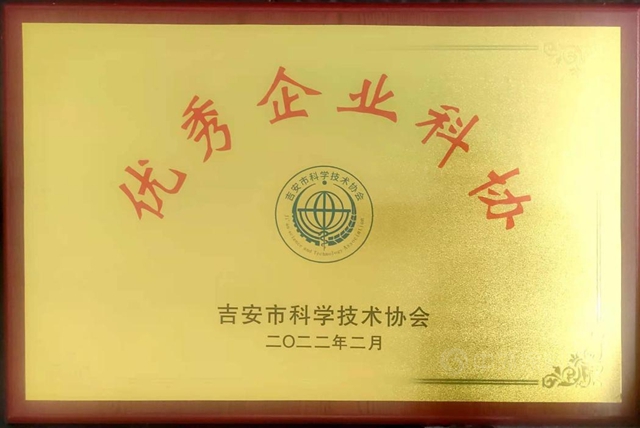 优秀企业科协
吉安市科学技术协会
吉安市科学技术协会
二〇二二年二月